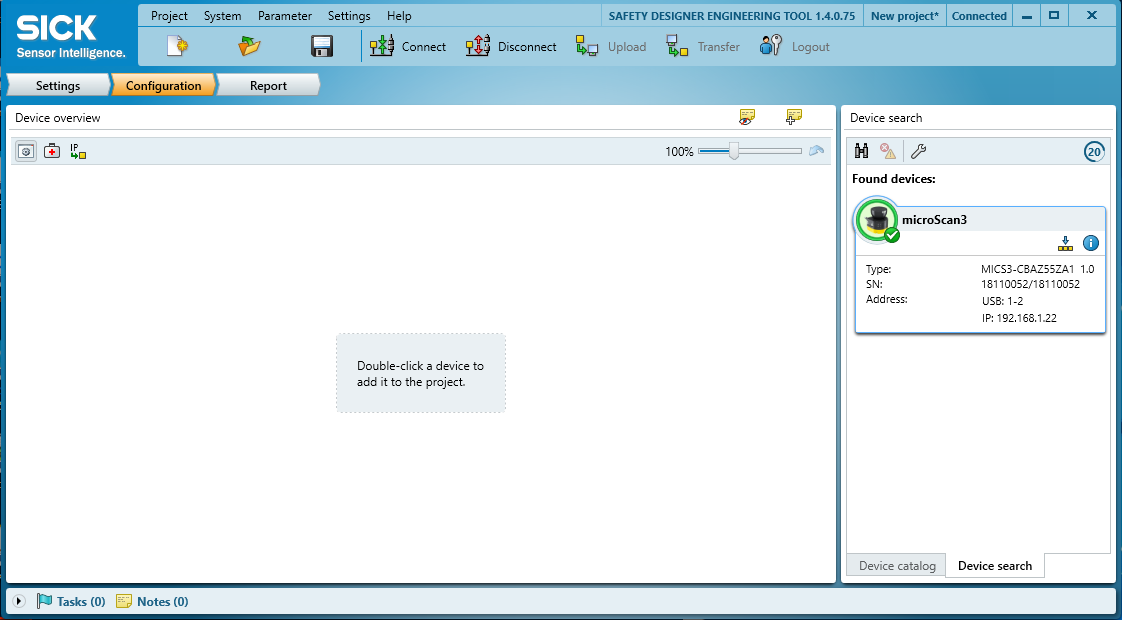 SICK
Sensor Intelligence.
Project System Parameter Settings Help
SAFETY DESIGNER ENGINEERING TOOL 1.4.0.75 New project* Connected
Connect Disconnect Upload Transfer Logout
Settings Configuration Report
Device overview
IP
100%
Double-click a device to
add it to the project.
Device search
20
Found devices:
microScan3
i
Type: MICS3-CBAZ55ZA1 1.0
SN: 18110052/18110052
Address: USB: 1-2
IP: 192.168.1.22
Device catalog Device search
Tasks (0) Notes (0)